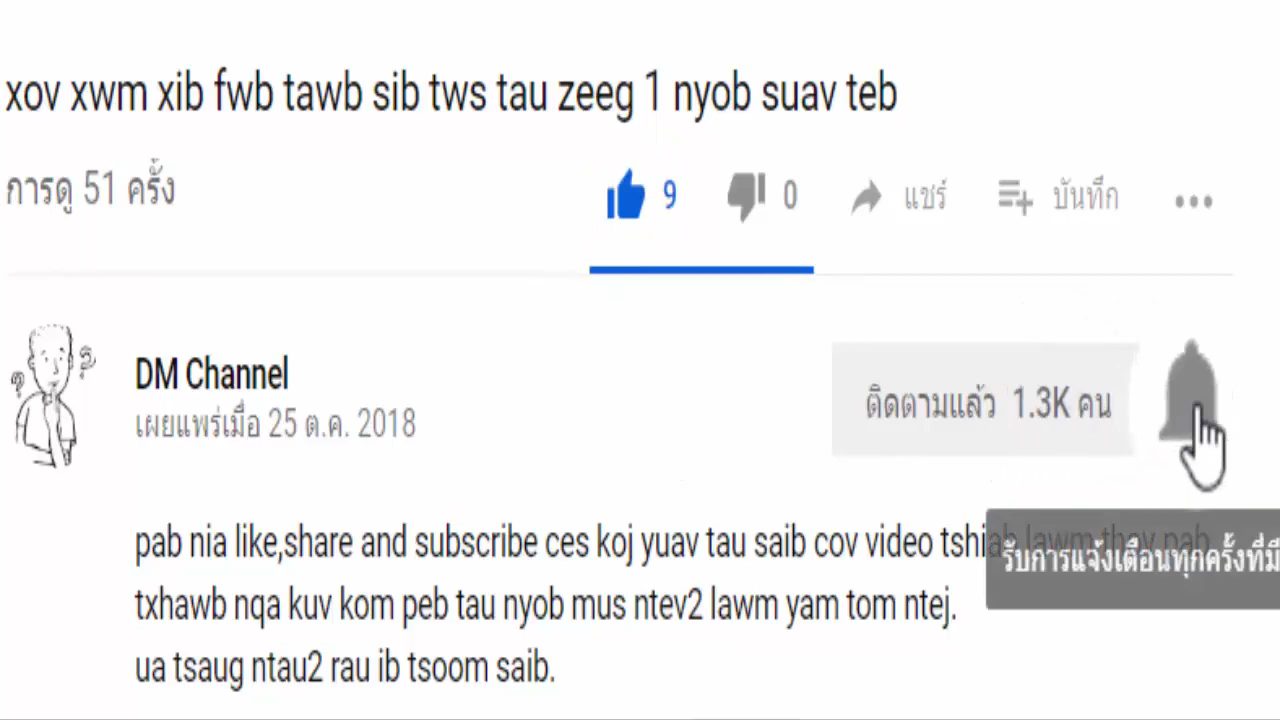 xov xwm xib fwb tawb sib tws tau zeeg 1 nyob suav teb
การดู 51 ครั้ง
9 0 แชร์ บันทึก
DM Channel
เผยแพร่เมื่อ 25 ต.ค. 2018
ติดตามแล้ว 1.3K คน
pab nia like,share and subscribe ces koj yuav tau saib cov video tshiab lawm thov pab
รับการแจ้งเตือนทุกครั้งที่มี
txhawb nqa kuv kom peb tau nyob mus ntev2 lawm yam tom ntej.
ua tsaug ntau2 rau ib tsoom saib.